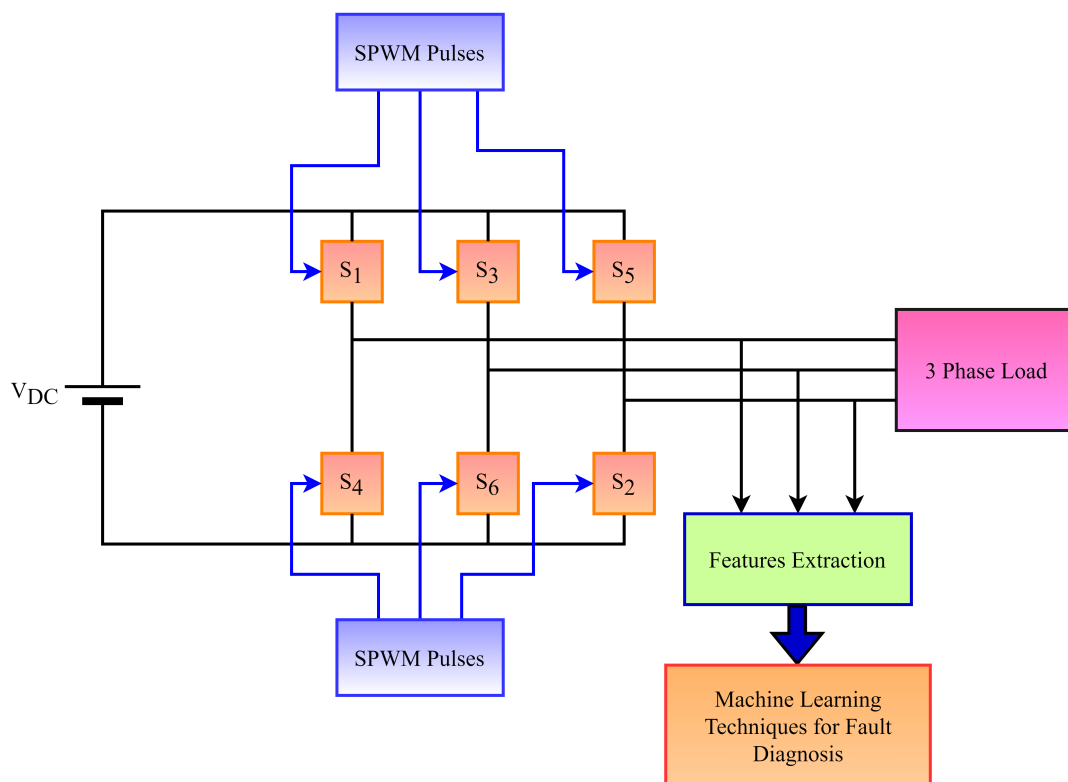 SPWM Pulses
S1
S3
S5
VDC
3 Phase Load
S4
S6
S2
Features Extraction
SPWM Pulses
Machine Learning
Techniques for Fault
Diagnosis